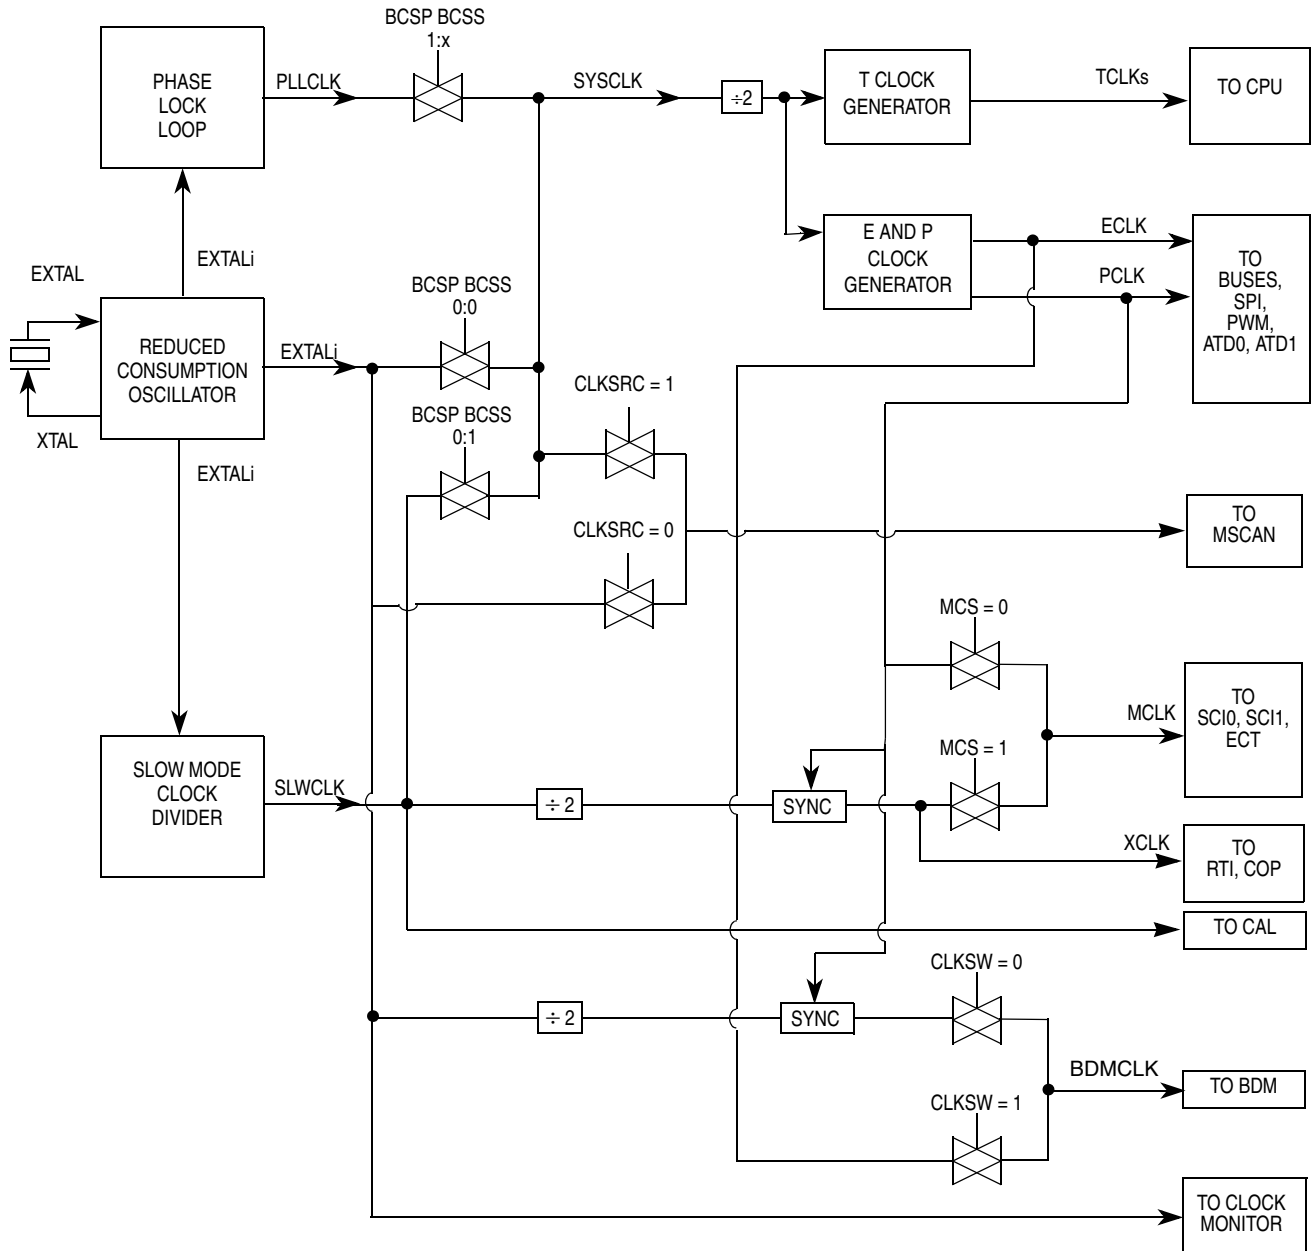 BCSP BCSS
1:x
PHASE
LOCK
LOOP
PLLCLK
SYSCLK
÷2
T CLOCK
GENERATOR
TCLKs
TO CPU
EXTALi
E AND P
CLOCK
GENERATOR
ECLK
PCLK
TO
BUSES,
SPI,
PWM,
ATD0, ATD1
EXTAL
XTAL
REDUCED
CONSUMPTION
OSCILLATOR
EXTALi
BCSP BCSS
0:0
CLKSRC = 1
BCSP BCSS
0:1
EXTALi
CLKSRC = 0
TO
MSCAN
MCS = 0
MCLK
TO
SCI0, SCI1,
ECT
MCS = 1
SLOW MODE
CLOCK
DIVIDER
SLWCLK
÷ 2
SYNC
XCLK
TO
RTI, COP
TO CAL
CLKSW = 0
÷ 2
SYNC
BDMCLK
TO BDM
CLKSW = 1
TO CLOCK
MONITOR